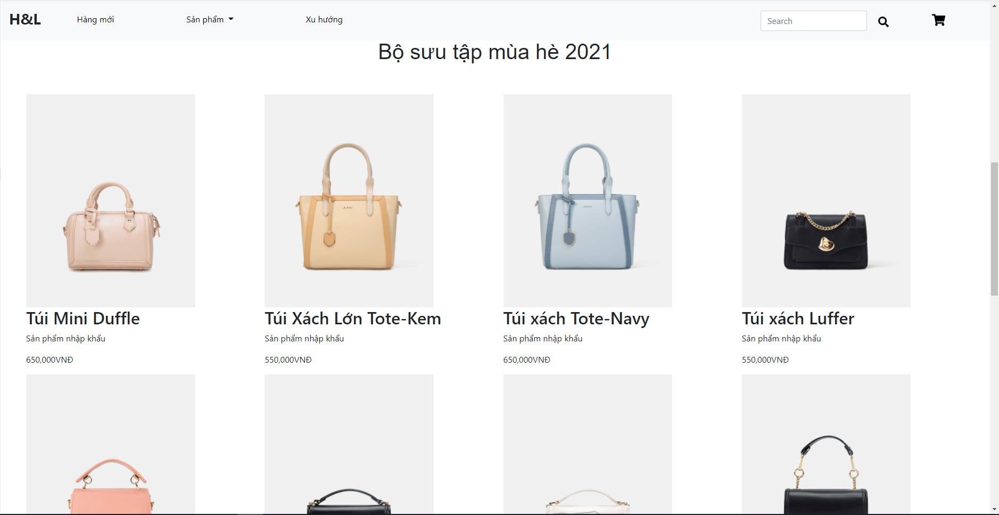 H&L
Hàng mới
Sản phẩm
Xu hướng
Search
Bộ sưu tập mùa hè 2021
JUNO
Túi Mini Duffle
Túi Xách Lớn Tote-Kem
Túi xách Tote-Navy
Túi xách Luffer
Sản phẩm nhập khẩu
Sản phẩm nhập khẩu
Sản phẩm nhập khẩu
Sản phẩm nhập khẩu
650,000VNĐ
550,000VNĐ
650,000VNĐ
550,000VNĐ